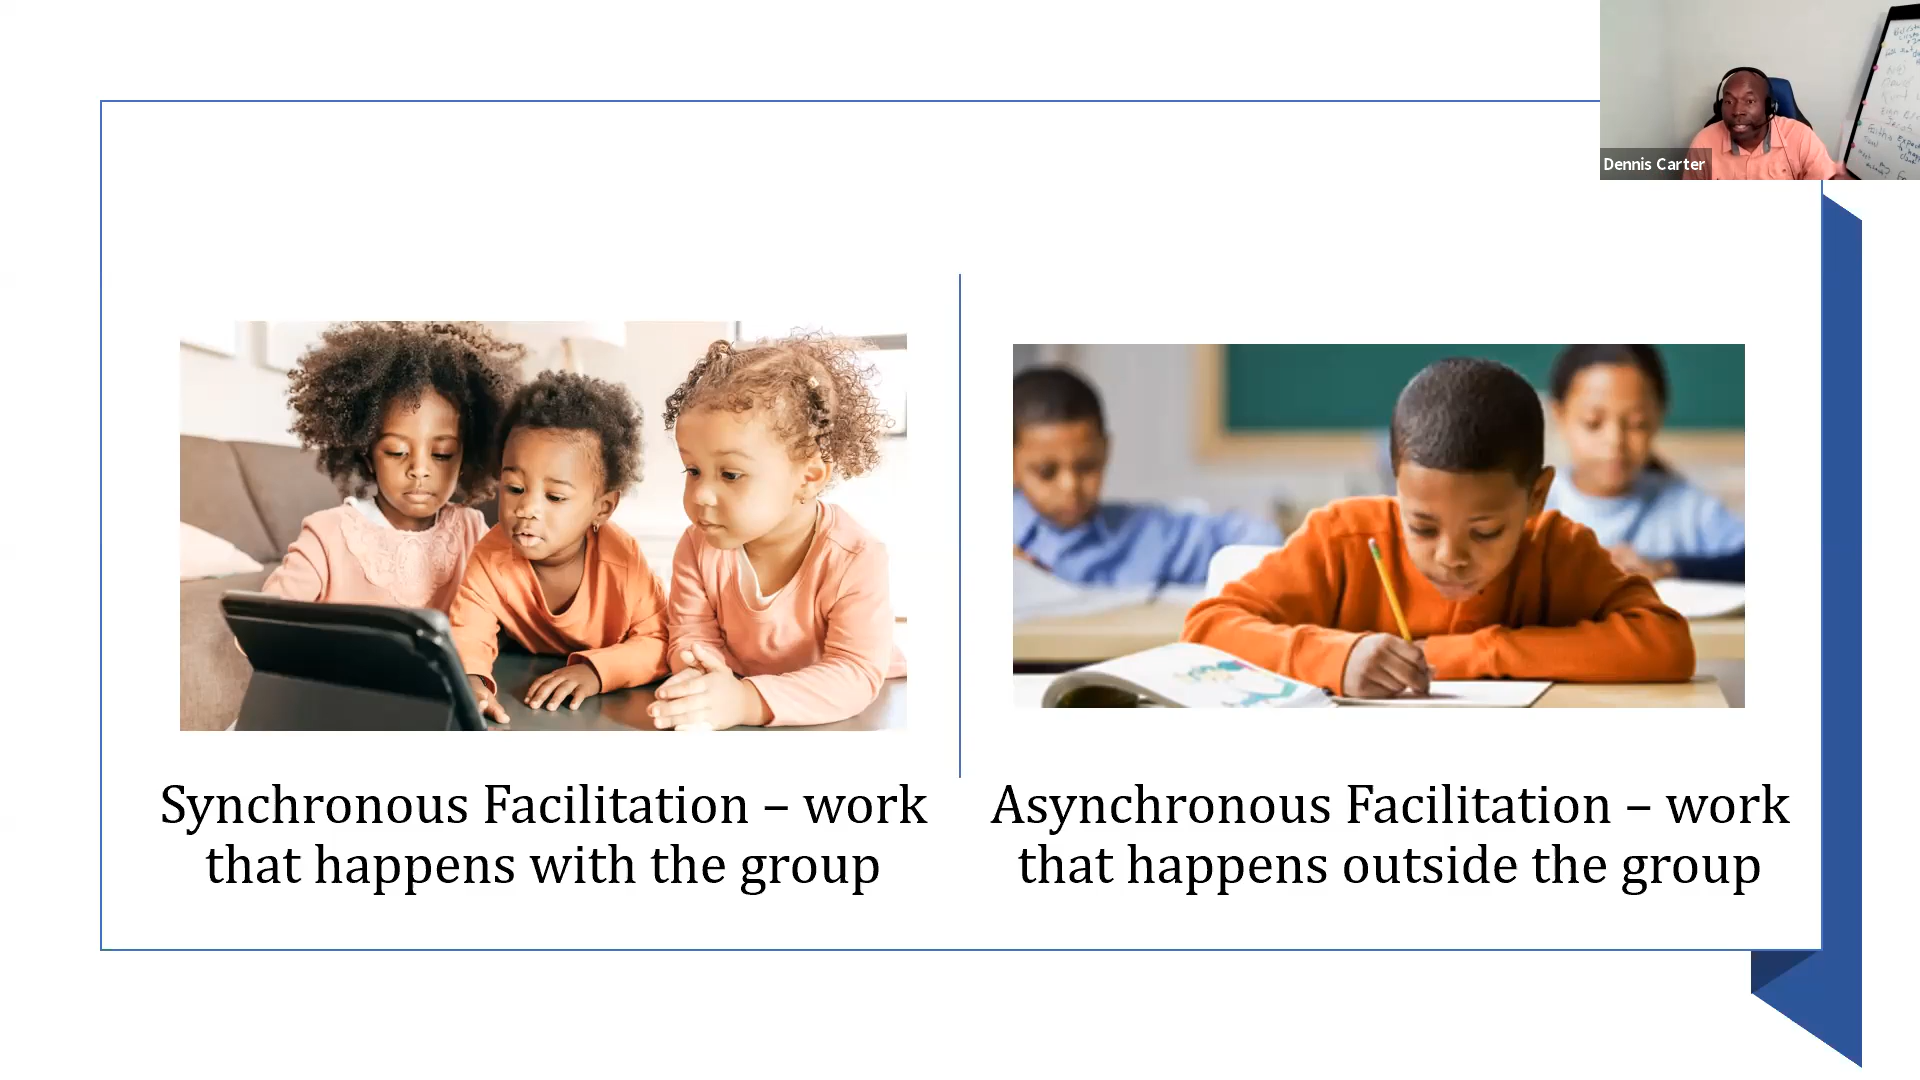 Dennis Carter
Synchronous Facilitation – work
that happens with the group
Asynchronous Facilitation – work
that happens outside the group